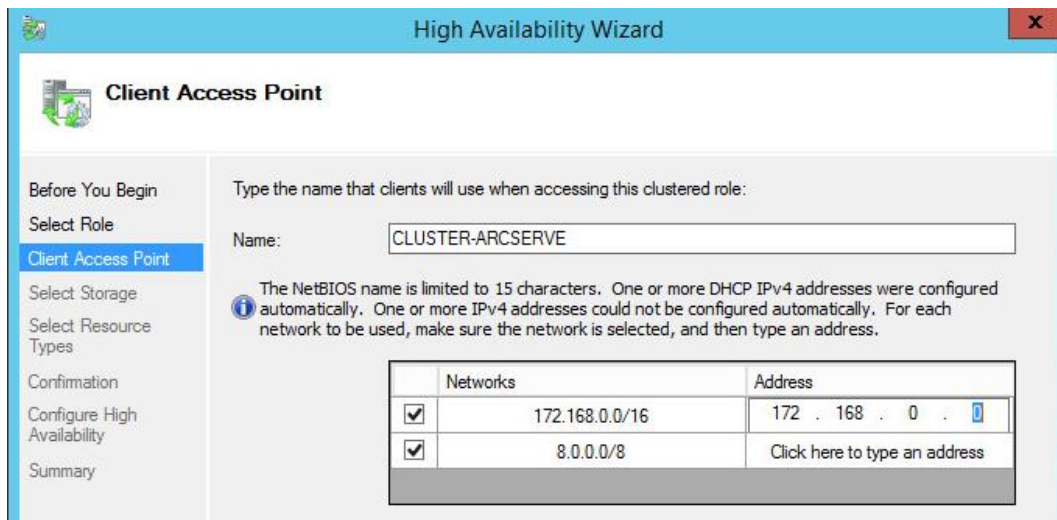 High Availability Wizard
x
Client Access Point
Before You Begin
Select Role
Client Access Point
Select Storage
Select Resource
Types
Confirmation
Configure High
Availability
Summary
Type the name that clients will use when accessing this clustered role:
Name: CLUSTER-ARCSERVE
The NetBIOS name is limited to 15 characters. One or more DHCP IPv4 addresses were configured
automatically. One or more IPv4 addresses could not be configured automatically. For each
network to be used, make sure the network is selected, and then type an address.
Networks Address
172.168.0.0/16 172 . 168 . 0 . 0
8.0.0.0/8 Click here to type an address